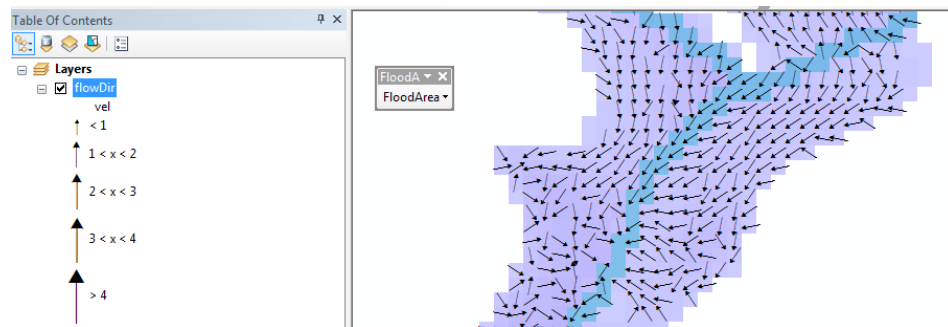 Table Of Contents
Layers
flowDir
vel
< 1
1 < x < 2
2 < x < 3
3 < x < 4
> 4
FloodA
FloodArea